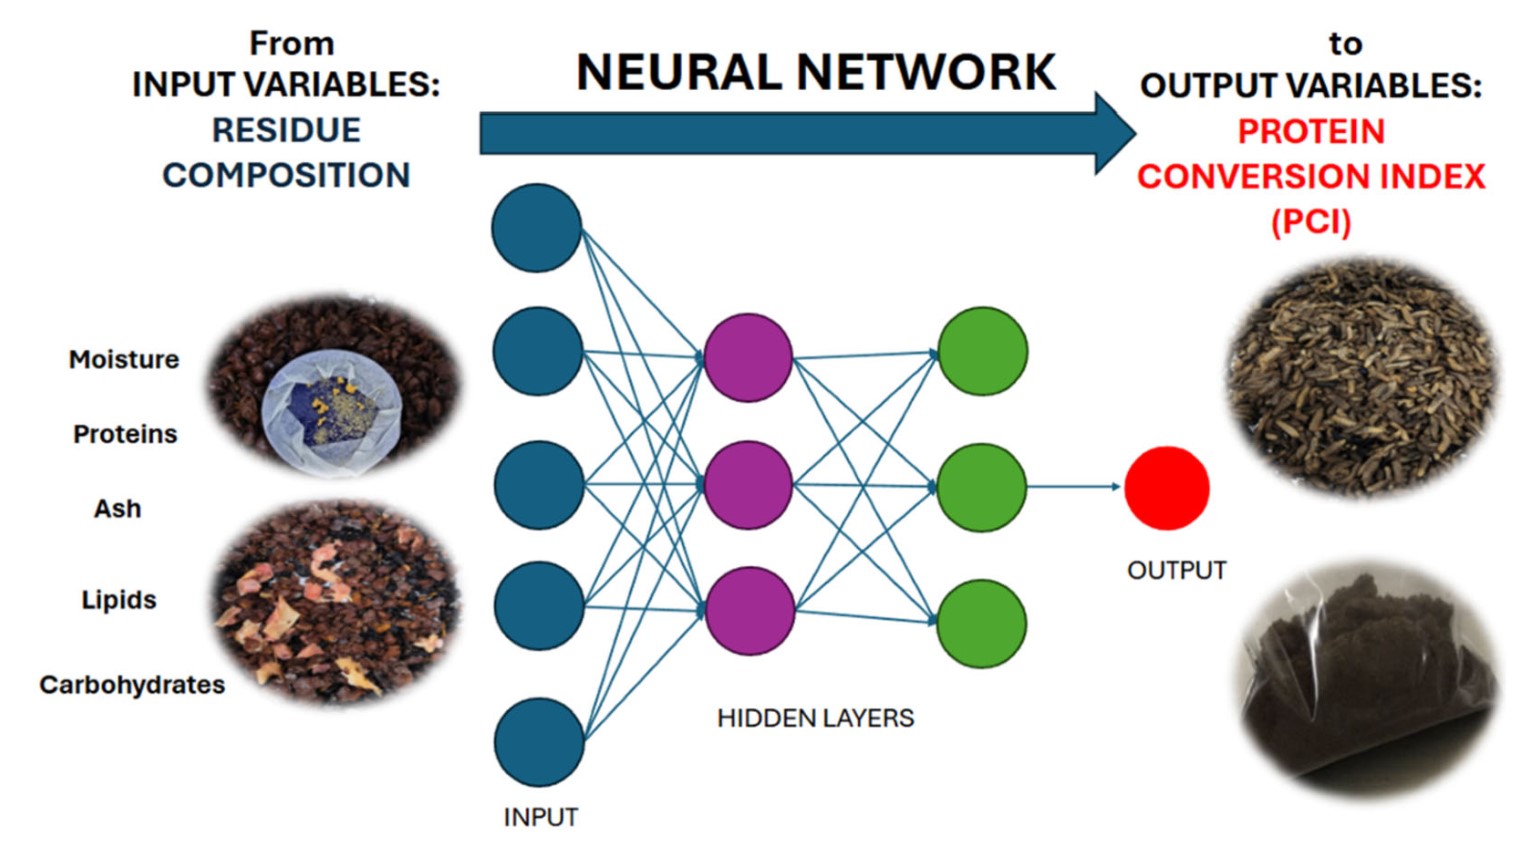 From
INPUT VARIABLES:
RESIDUE
COMPOSITION
NEURAL NETWORK
to
OUTPUT VARIABLES:
PROTEIN
CONVERSION INDEX
(PCI)
Moisture
Proteins
Ash
Lipids
Carbohydrates
OUTPUT
HIDDEN LAYERS
INPUT